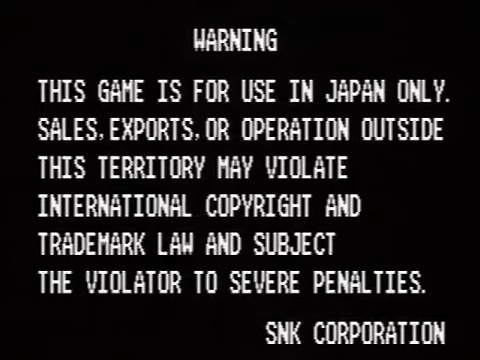 WARNING
THIS GAME IS FOR USE IN JAPAN ONLY.
SALES, EXPORTS, OR OPERATION OUTSIDE
THIS TERRITORY MAY VIOLATE
INTERNATIONAL COPYRIGHT AND
TRADEMARK LAW AND SUBJECT
THE VIOLATOR TO SEVERE PENALTIES.
SNK CORPORATION